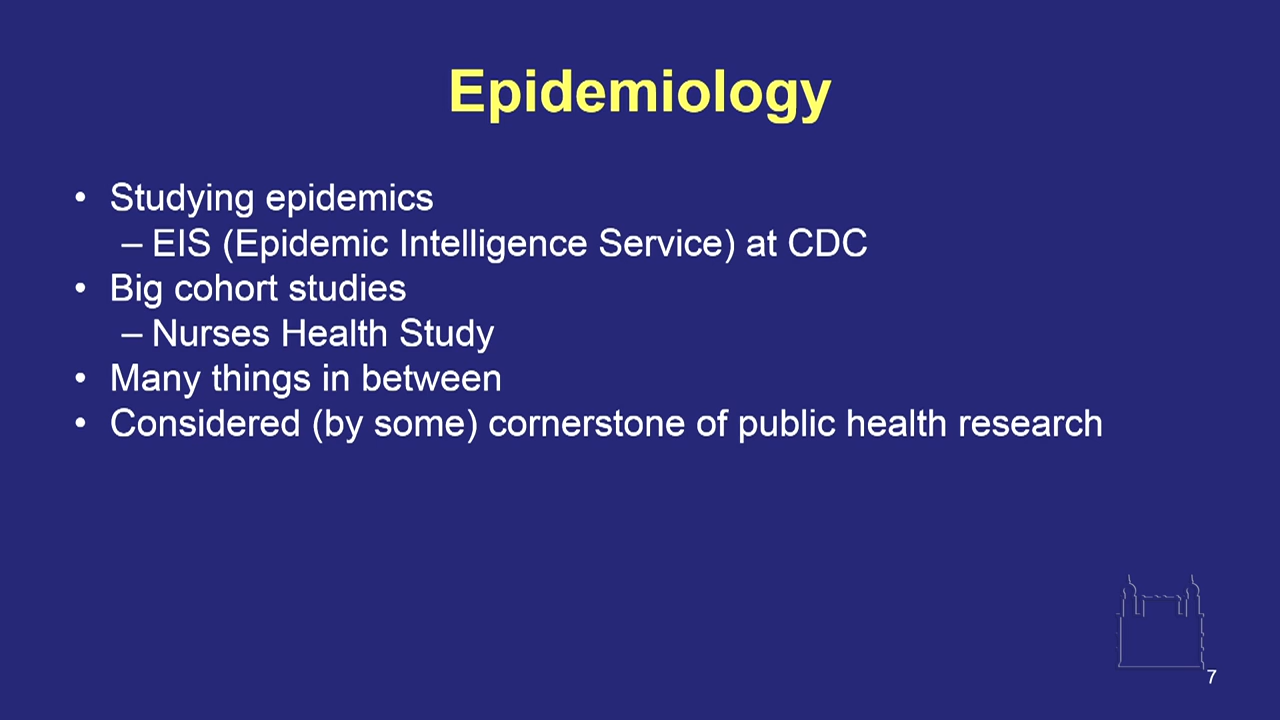 Epidemiology
• Studying epidemics
– EIS (Epidemic Intelligence Service) at CDC
• Big cohort studies
– Nurses Health Study
• Many things in between
• Considered (by some) cornerstone of public health research
7